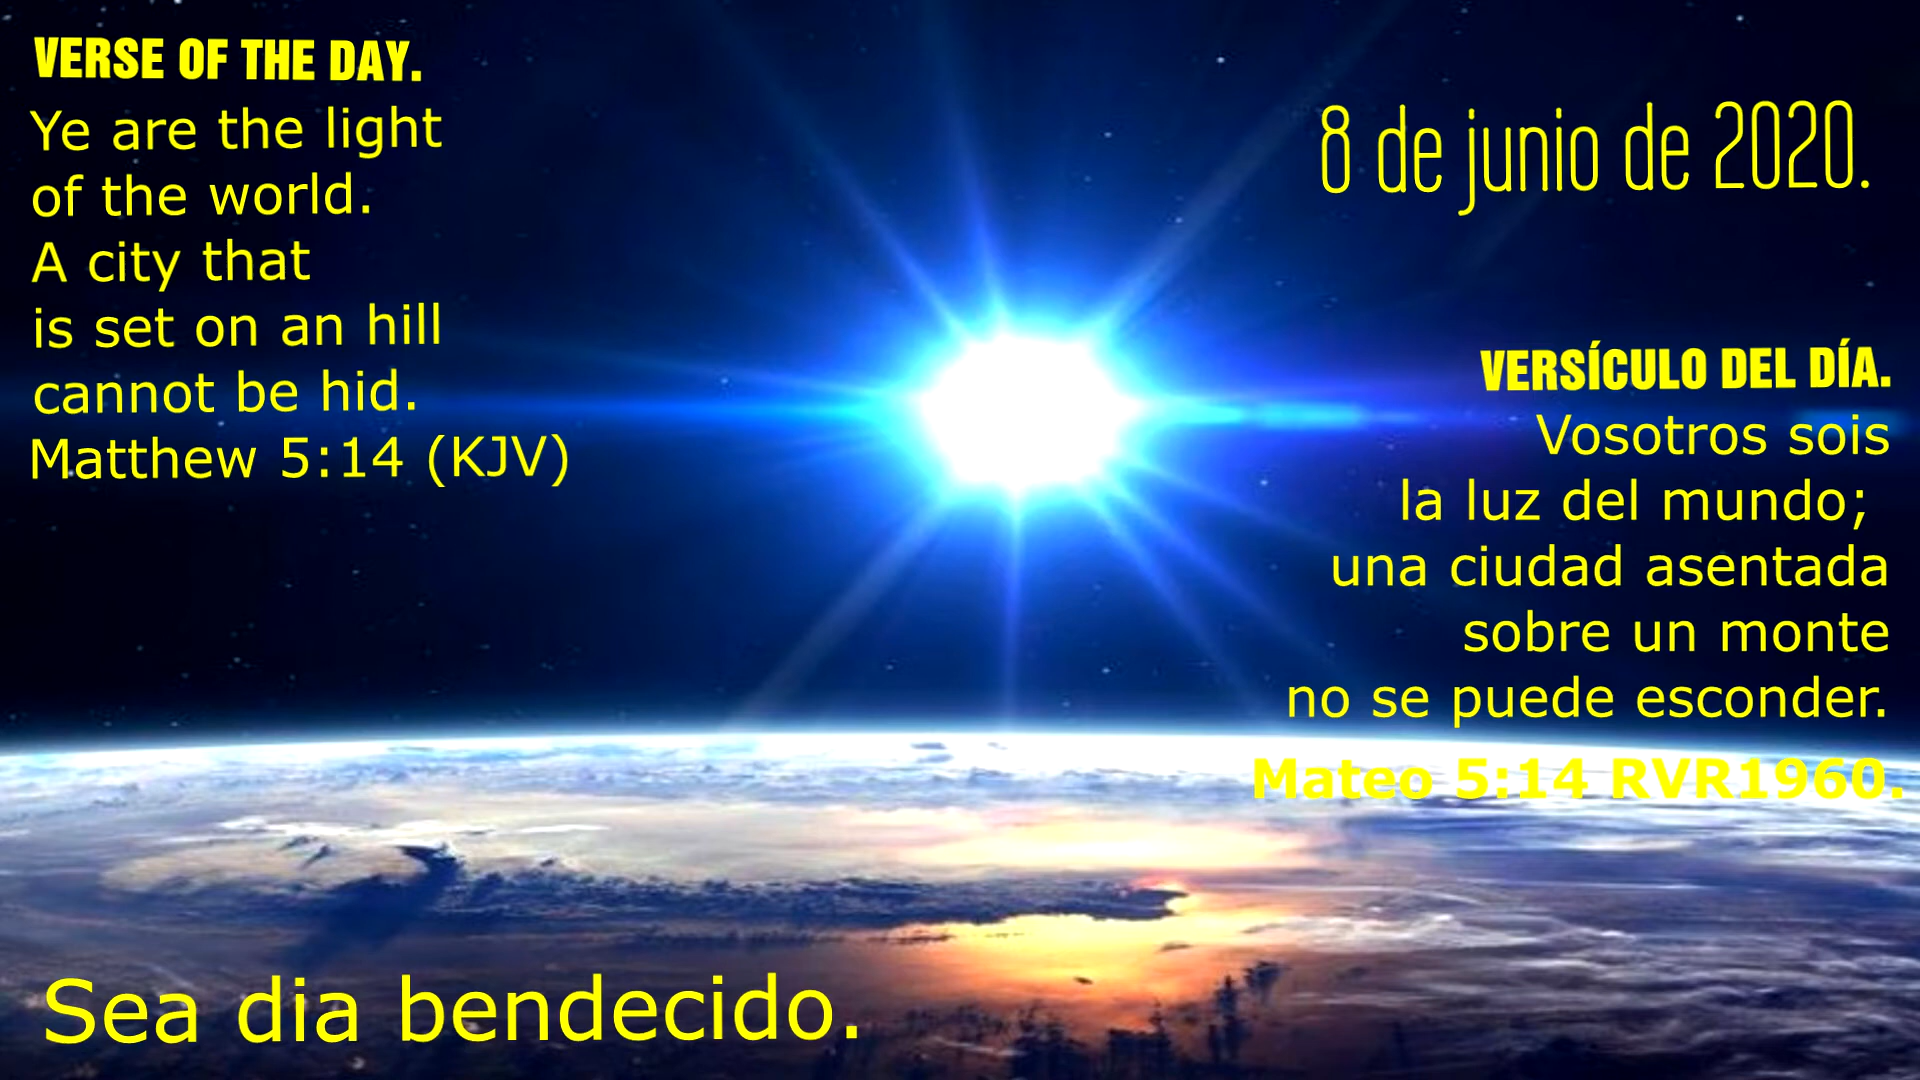 VERSE OF THE DAY.
Ye are the light
of the world.
A city that
is set on an hill
cannot be hid.
Matthew 5:14 (KJV)
8 de junio de 2020.
VERSÍCULO DEL DÍA.
Vosotros sois
la luz del mundo;
una ciudad asentada
sobre un monte
no se puede esconder.
Mateo 5:14 RVR1960.
Sea dia bendecido.